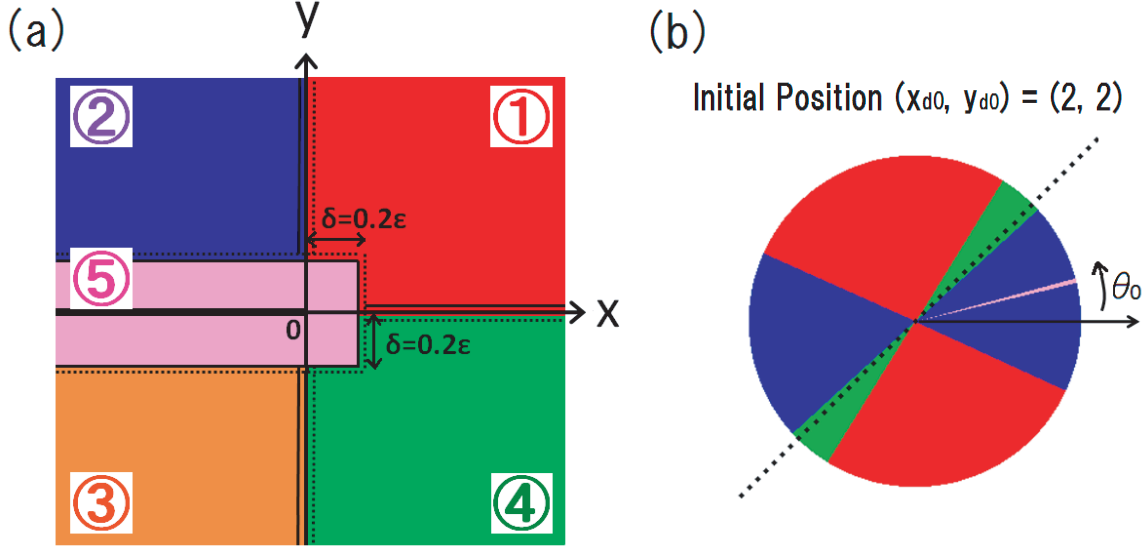 (a)
y
②
①
δ=0.2ε
⑤
x
0
δ=0.2ε
③
④
(b)
Initial Position (xd0, yd0) = (2, 2)
θ0